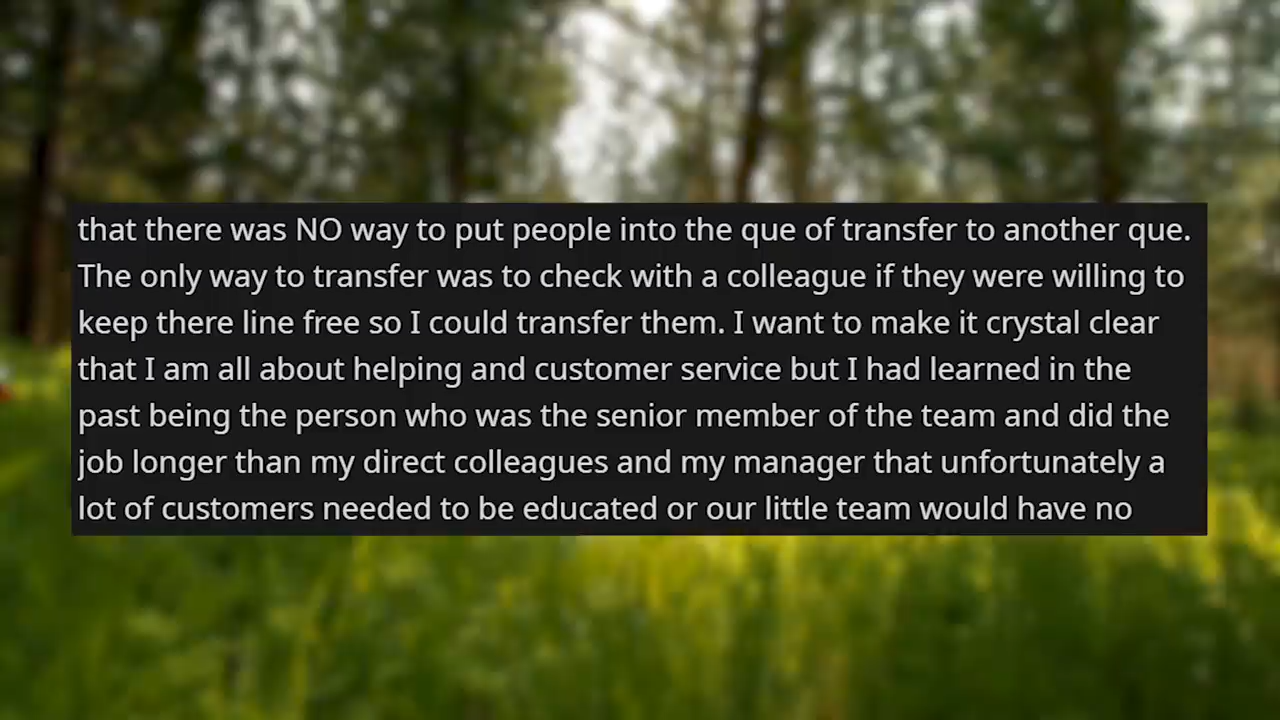 that there was NO way to put people into the que of transfer to another que.
The only way to transfer was to check with a colleague if they were willing to
keep there line free so I could transfer them. I want to make it crystal clear
that I am all about helping and customer service but I had learned in the
past being the person who was the senior member of the team and did the
job longer than my direct colleagues and my manager that unfortunately a
lot of customers needed to be educated or our little team would have no